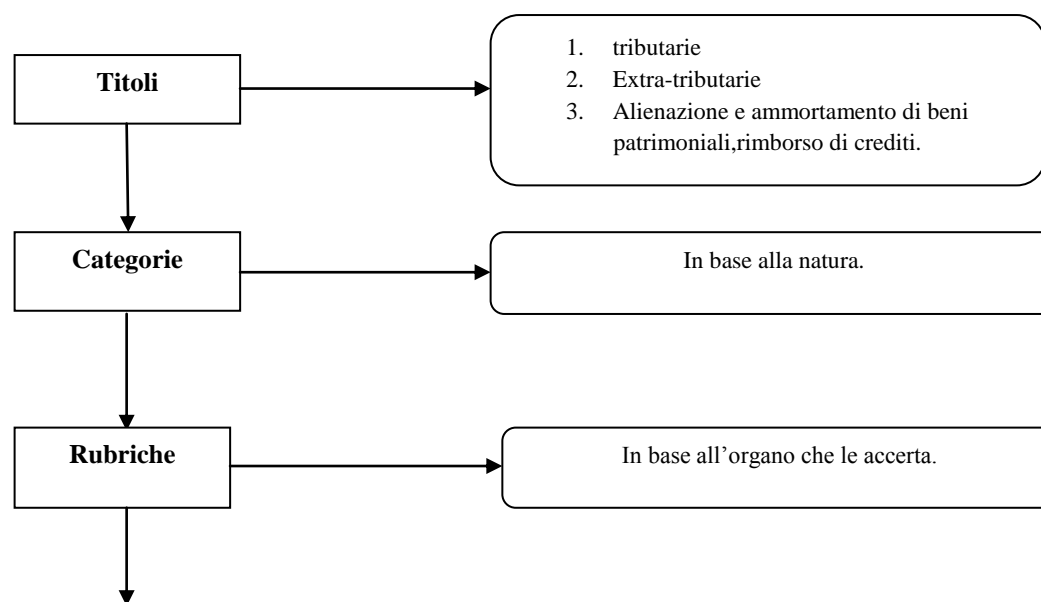 Titoli
1. tributarie
2. Extra-tributarie
3. Alienazione e ammortamento di beni
patrimoniali,rimborso di crediti.
Categorie
In base alla natura.
Rubriche
In base all’organo che le accerta.